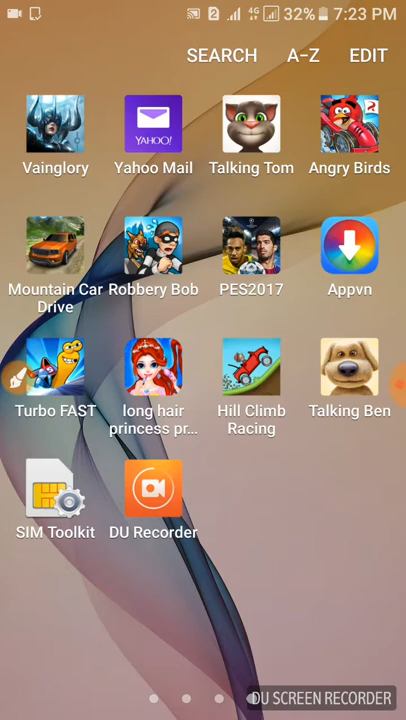 2 4G 32% 7:23 PM
SEARCH A-Z EDIT
YAHOO!
Vainglory Yahoo Mail Talking Tom Angry Birds
Mountain Car Drive Robbery Bob PES2017 Appvn
Turbo FAST long hair princess pr... Hill Climb Racing Talking Ben
SIM Toolkit DU Recorder
DU SCREEN RECORDER